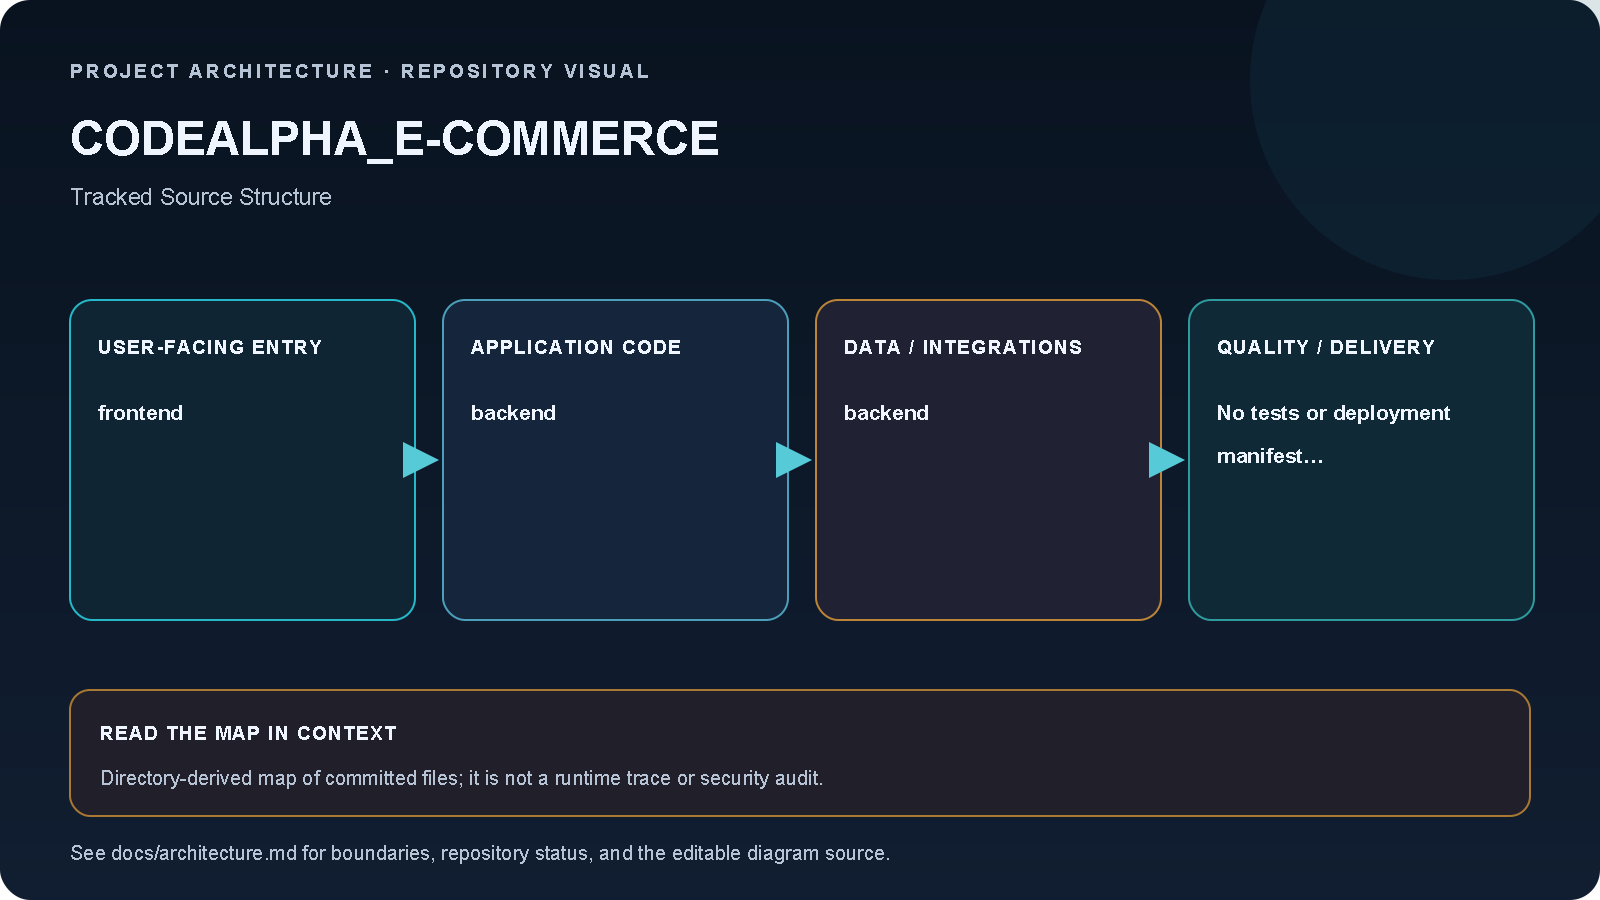 PROJECT ARCHITECTURE · REPOSITORY VISUAL
CODEALPHA_E-COMMERCE
Tracked Source Structure
USER-FACING ENTRY
frontend
APPLICATION CODE
backend
DATA / INTEGRATIONS
backend
QUALITY / DELIVERY
No tests or deployment
manifest…
READ THE MAP IN CONTEXT
Directory-derived map of committed files; it is not a runtime trace or security audit.
See docs/architecture.md for boundaries, repository status, and the editable diagram source.